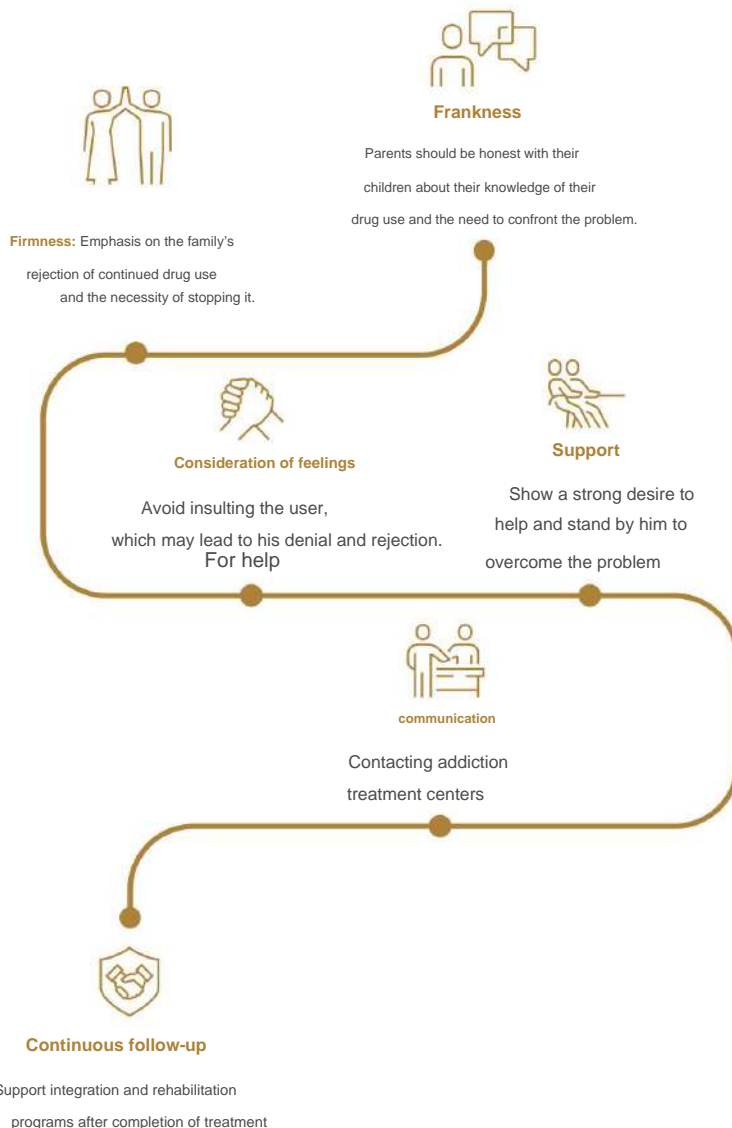 Frankness
Parents should be honest with their
children about their knowledge of their
drug use and the need to confront the problem.
Firmness: Emphasis on the family's
rejection of continued drug use
and the necessity of stopping it.
Consideration of feelings
Avoid insulting the user,
which may lead to his denial and rejection.
For help
Support
Show a strong desire to
help and stand by him to
overcome the problem
communication
Contacting addiction
treatment centers
Continuous follow-up
Support integration and rehabilitation
programs after completion of treatment